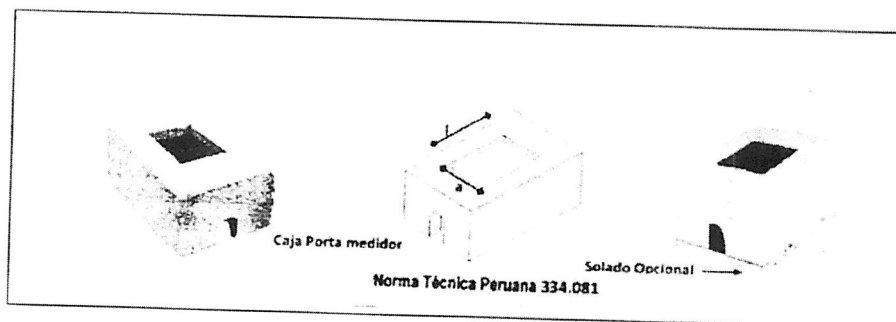 l
a
Caja Porta medidor
Solado Opcional
Norma Técnica Peruana 334.081